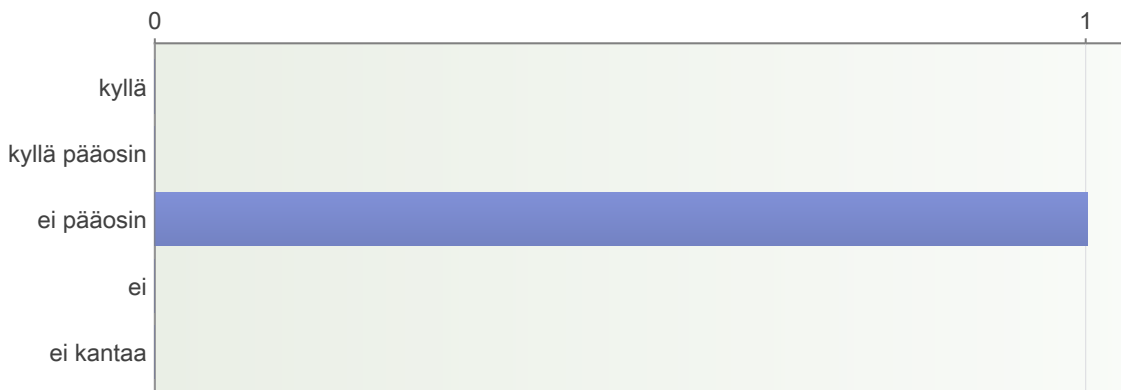 0 1
kyllä
kyllä pääosin
ei pääosin
ei
ei kantaa